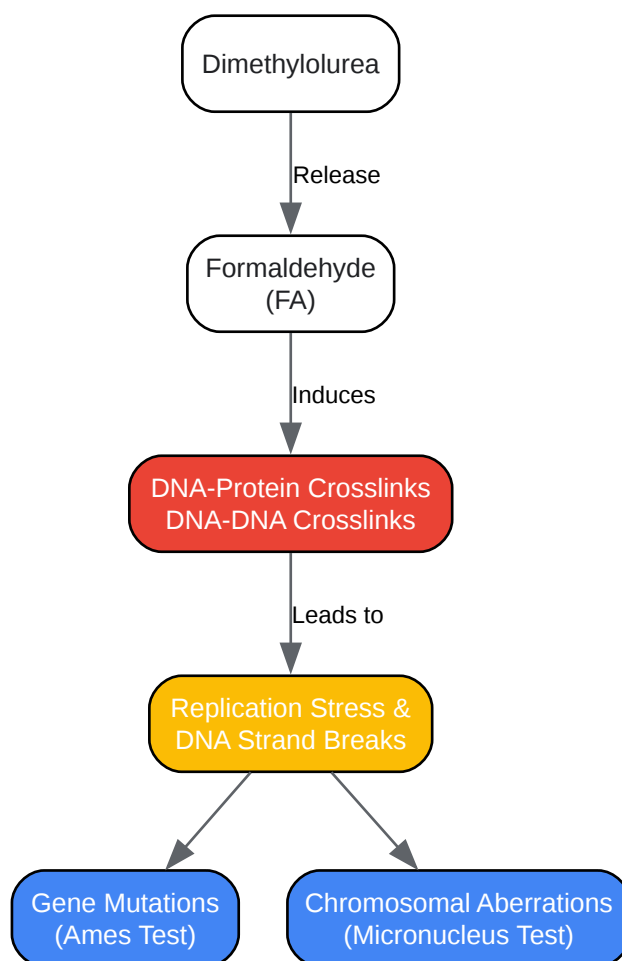 Dimethylolurea
Release
Formaldehyde
(FA)
Induces
DNA-Protein Crosslinks
DNA-DNA Crosslinks
Leads to
Replication Stress &
DNA Strand Breaks
Gene Mutations
(Ames Test)
Chromosomal Aberrations
(Micronucleus Test)